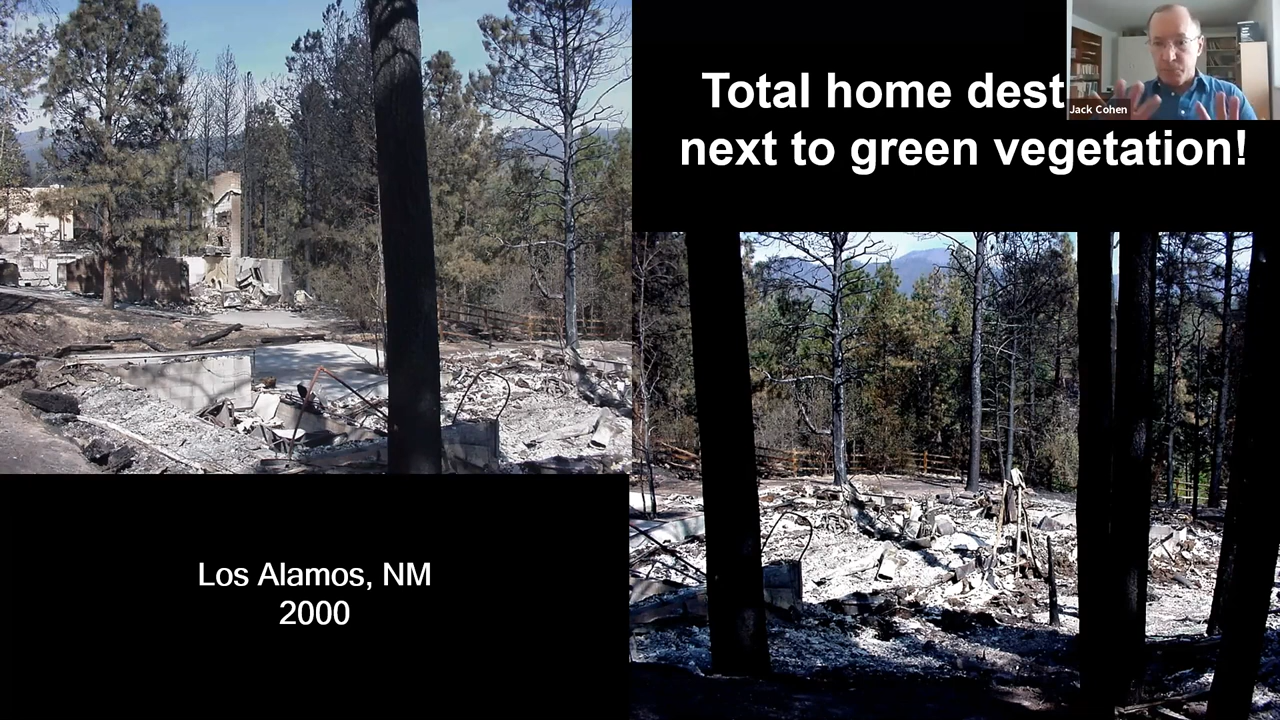 Total home dest
next to green vegetation!
Jack Cohen
Los Alamos, NM
2000